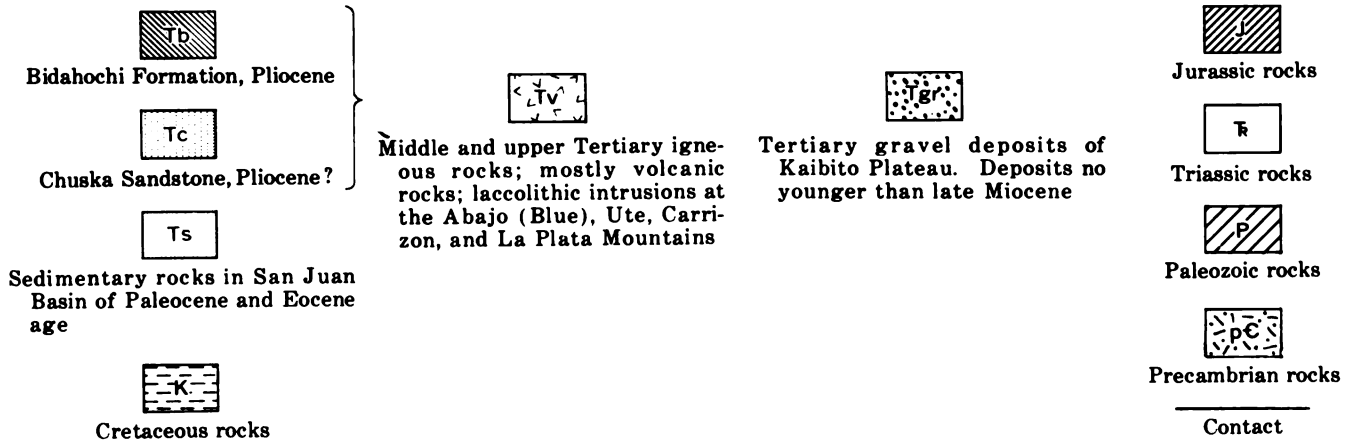 Tb
Bidahochi Formation, Pliocene
Tc
Chuska Sandstone, Pliocene?
Ts
Sedimentary rocks in San Juan
Basin of Paleocene and Eocene
age
K
Cretaceous rocks
Tv
Middle and upper Tertiary igne-
ous rocks; mostly volcanic
rocks; laccolithic intrusions at
the Abajo (Blue), Ute, Carri-
zon, and La Plata Mountains
Tgr
Tertiary gravel deposits of
Kaibito Plateau. Deposits no
younger than late Miocene
J
Jurassic rocks
Ꞧ
Triassic rocks
P
Paleozoic rocks
p€
Precambrian rocks
Contact